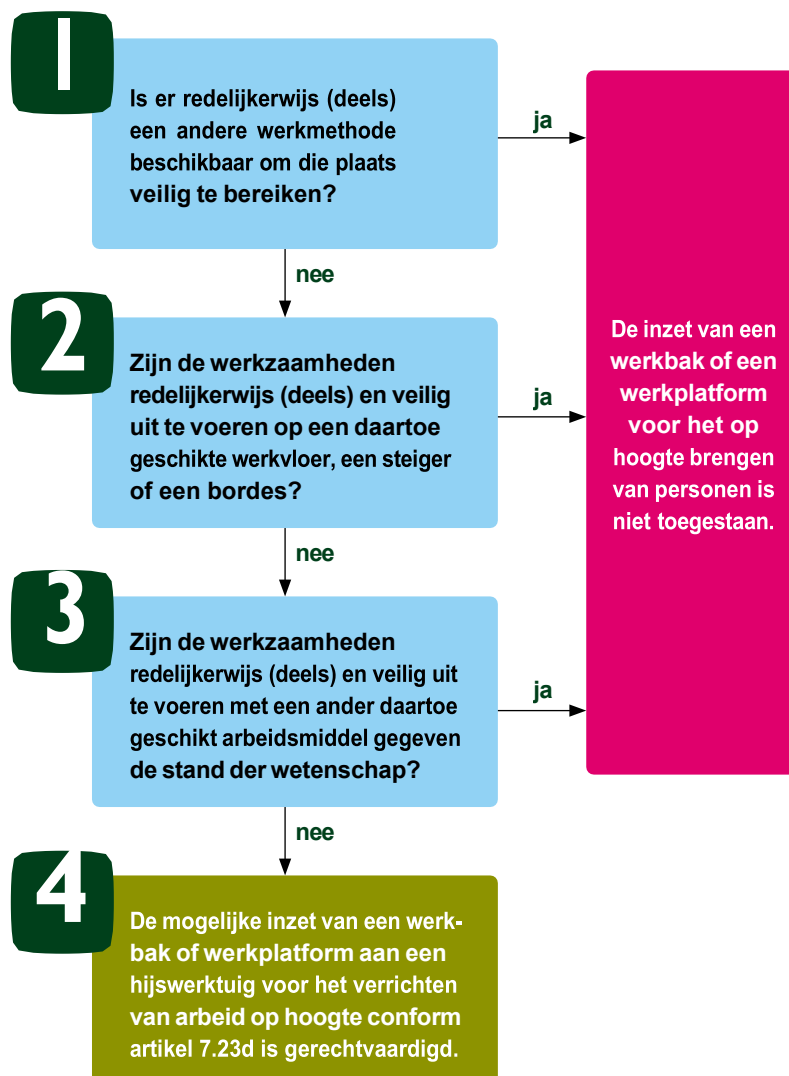 1
Is er redelijkerwijs (deels)
een andere werkmethode
beschikbaar om die plaats
veilig te bereiken?
ja
nee
2
Zijn de werkzaamheden
redelijkerwijs (deels) en veilig
uit te voeren op een daartoe
geschikte werkvloer, een steiger
of een bordes?
ja
nee
3
Zijn de werkzaamheden
redelijkerwijs (deels) en veilig uit
te voeren met een ander daartoe
geschikt arbeidsmiddel gegeven
de stand der wetenschap?
ja
nee
De inzet van een
werkbak of een
werkplatform
voor het op
hoogte brengen
van personen is
niet toegestaan.
4
De mogelijke inzet van een werk-
bak of werkplatform aan een
hijswerktuig voor het verrichten
van arbeid op hoogte conform
artikel 7.23d is gerechtvaardigd.